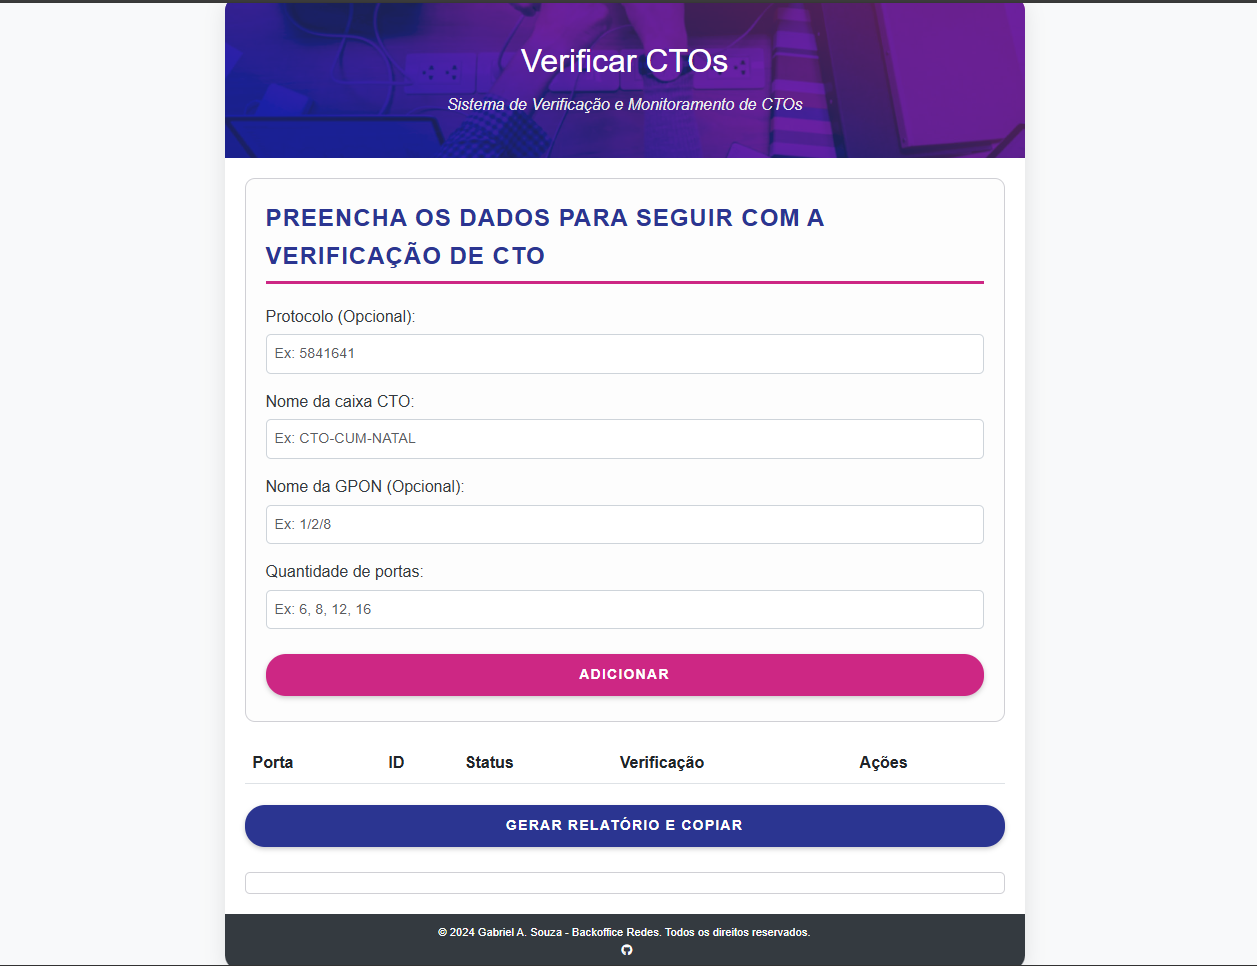 Verificar CTOs
Sistema de Verificação e Monitoramento de CTOs
PREENCHA OS DADOS PARA SEGUIR COM A
VERIFICAÇÃO DE CTO
Protocolo (Opcional):
Ex: 5841641
Nome da caixa CTO:
Ex: CTO-CUM-NATAL
Nome da GPON (Opcional):
Ex: 1/2/8
Quantidade de portas:
Ex: 6, 8, 12, 16
ADICIONAR
Porta ID Status Verificação Ações
GERAR RELATÓRIO E COPIAR
© 2024 Gabriel A. Souza - Backoffice Redes. Todos os direitos reservados.